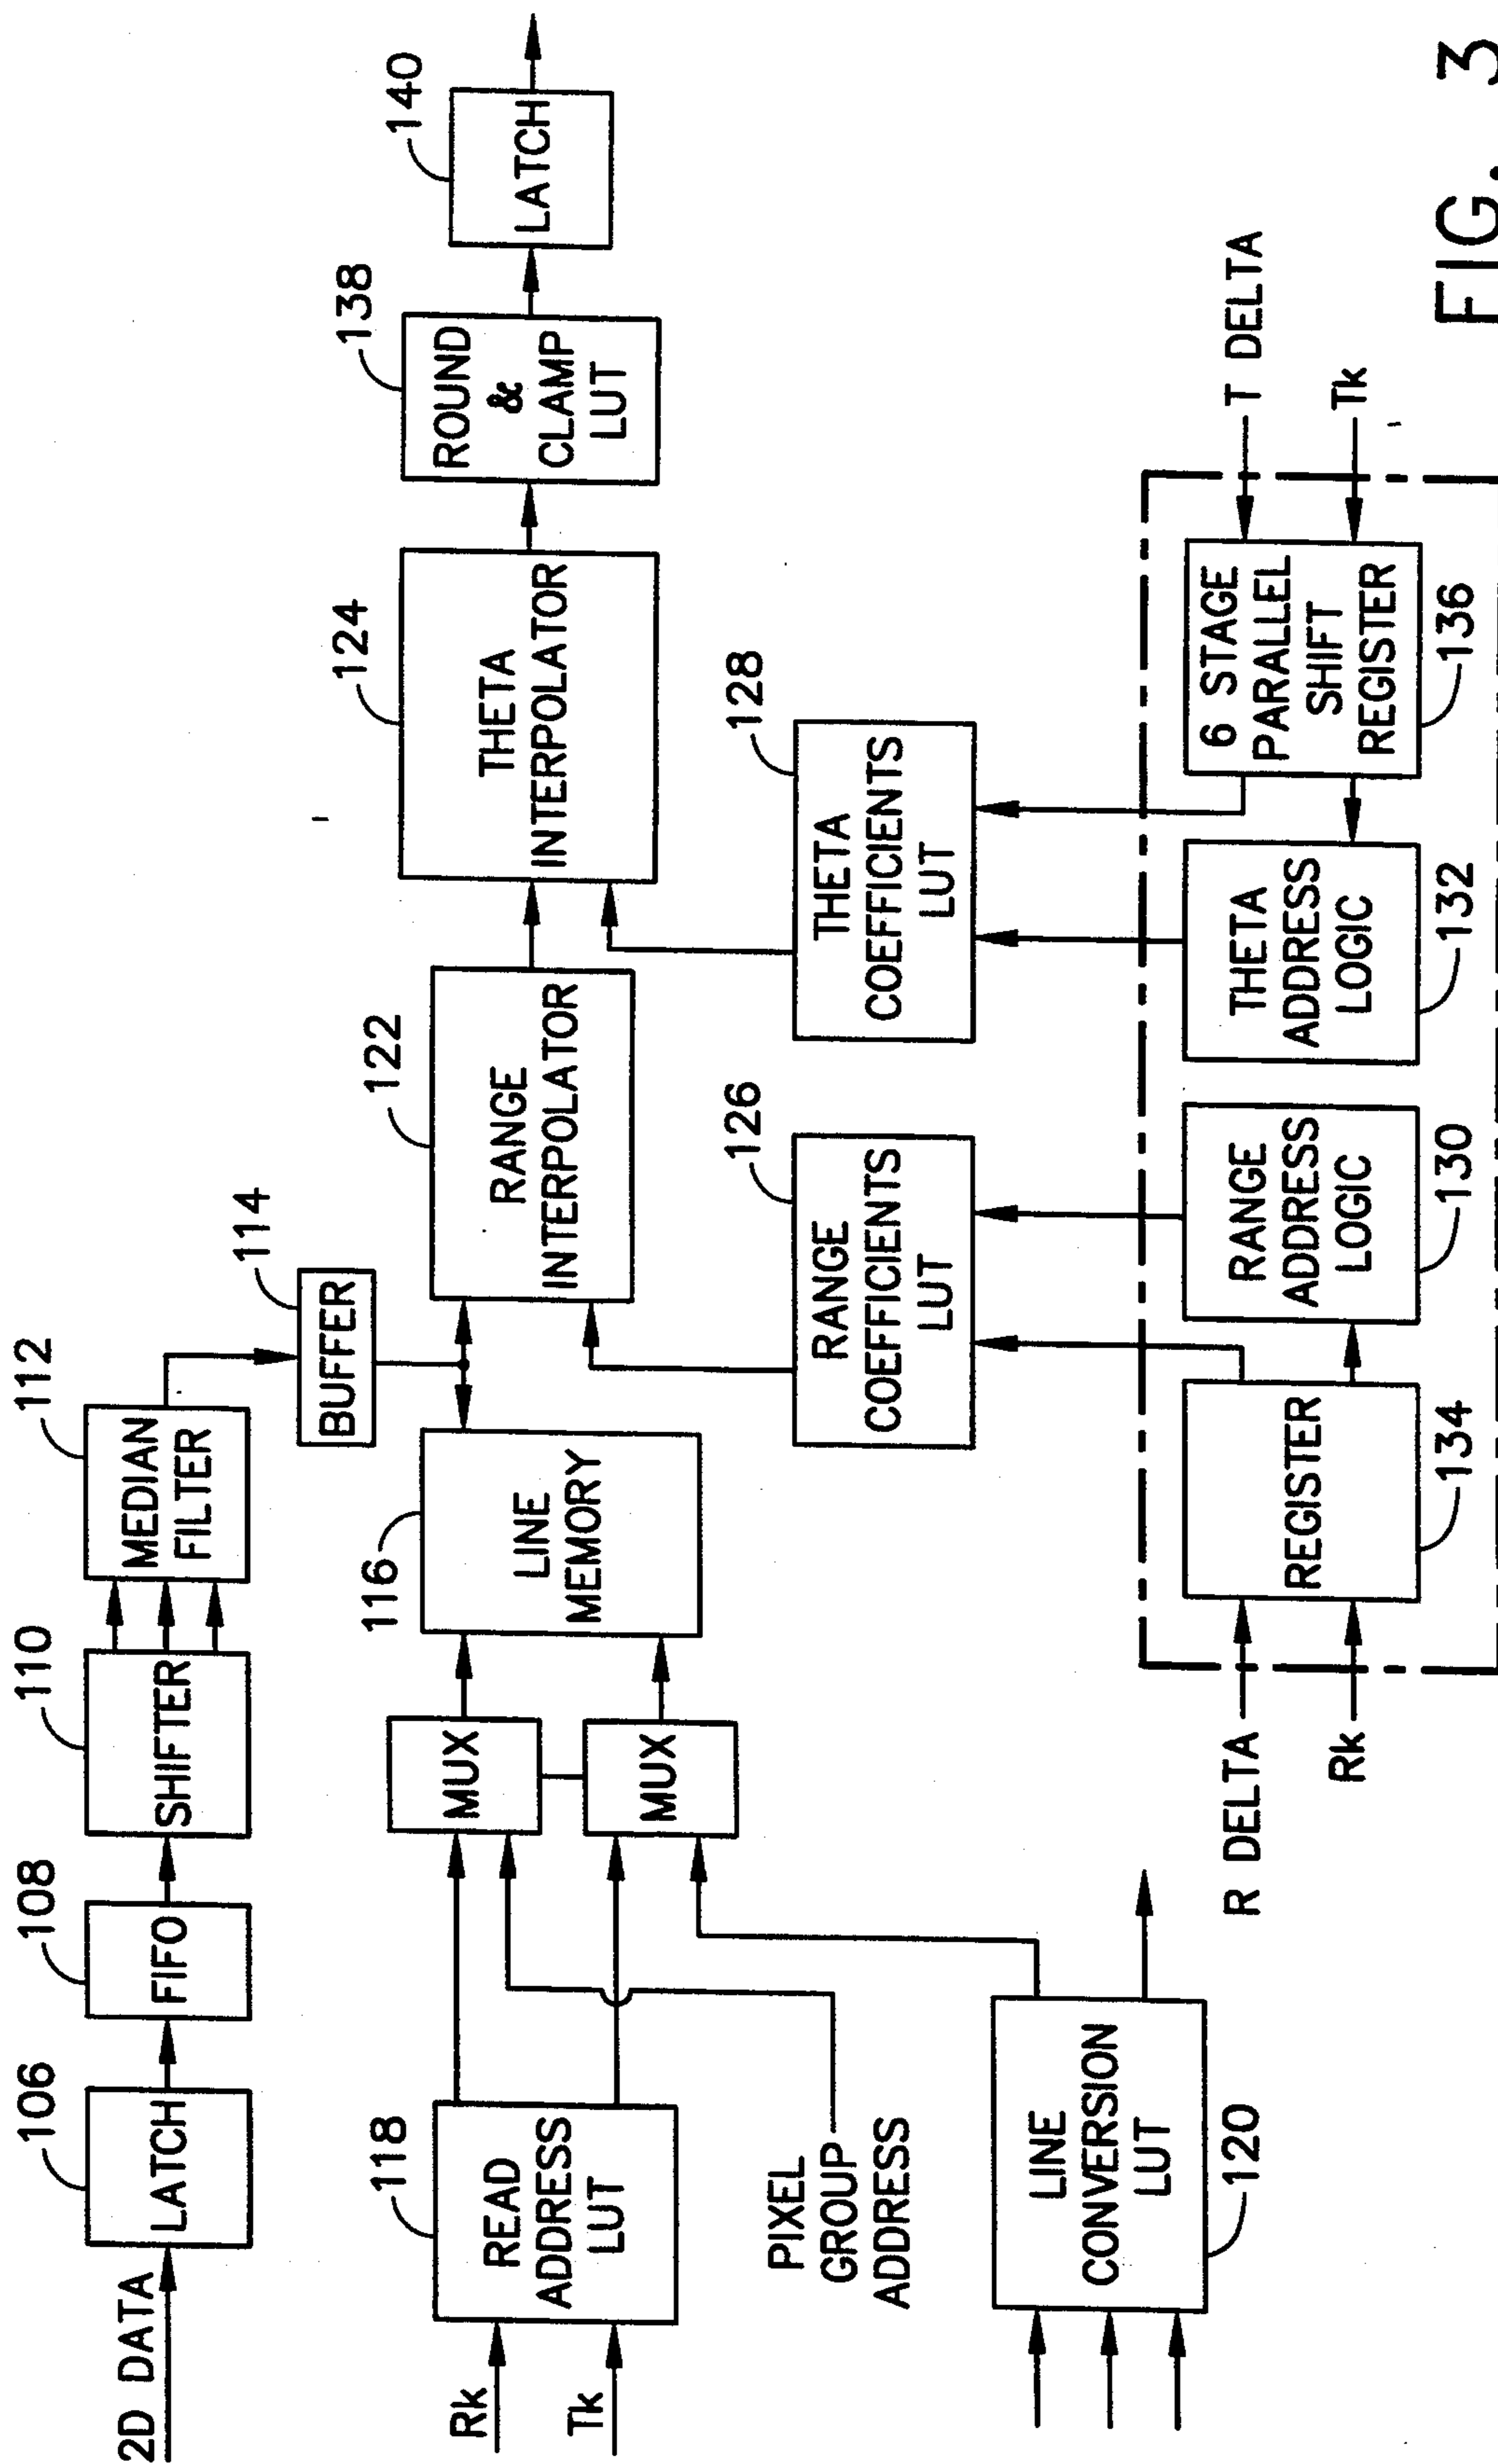 2D DATA
106
LATCH
108
FIFO
110
SHIFTER
112
MEDIAN
FILTER
114
BUFFER
Rk
Tk
118
READ
ADDRESS
LUT
PIXEL
GROUP
ADDRESS
MUX
MUX
116
LINE
MEMORY
122
RANGE
INTERPOLATOR
124
THETA
INTERPOLATOR
138
ROUND
&
CLAMP
LUT
140
LATCH
LINE
CONVERSION
LUT
120
126
RANGE
COEFFICIENTS
LUT
128
THETA
COEFFICIENTS
LUT
R DELTA
Rk
REGISTER
134
RANGE
ADDRESS
LOGIC
130
THETA
ADDRESS
LOGIC
132
6 STAGE
PARALLEL
SHIFT
REGISTER
136
T DELTA
Tk
FIG. 3